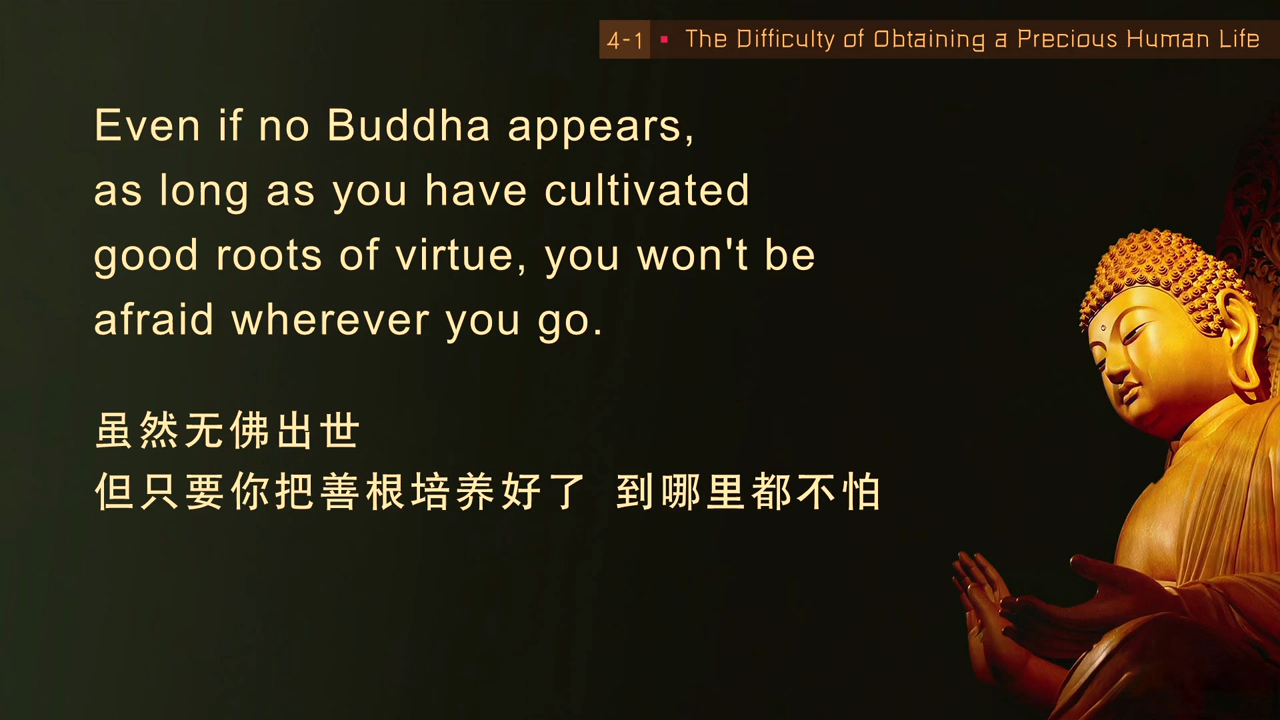 4-1 ▪ The Difficulty of Obtaining a Precious Human Life
Even if no Buddha appears,
as long as you have cultivated
good roots of virtue, you won't be
afraid wherever you go.
虽然无佛出世
但只要你把善根培养好了 到哪里都不怕